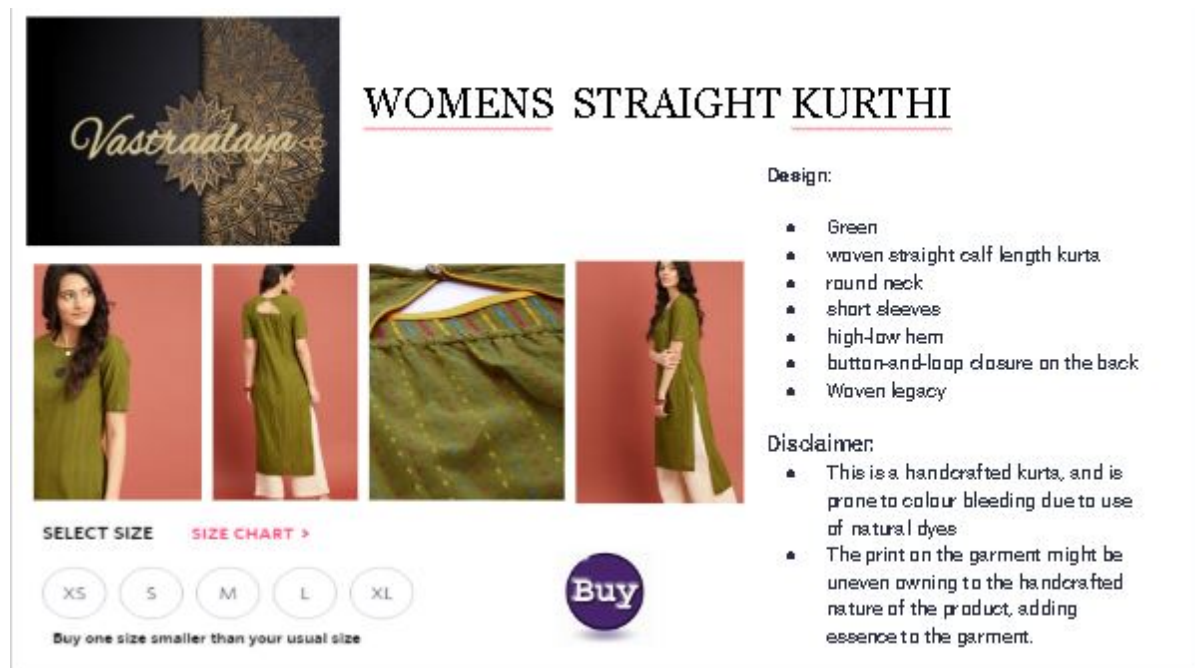 Vastraalaya
WOMENS STRAIGHT KURTHI
Design:
Green
woven straight calf length kurta
round neck
short sleeves
high-low hem
button-and-loop closure on the back
Woven legacy
Disclaimer:
This is a handcrafted kurta, and is
prone to colour bleeding due to use
of natural dyes
The print on the garment might be
uneven owning to the handcrafted
nature of the product, adding
essence to the garment.
SELECT SIZE SIZE CHART >
XS S M L XL
Buy one size smaller than your usual size
Buy